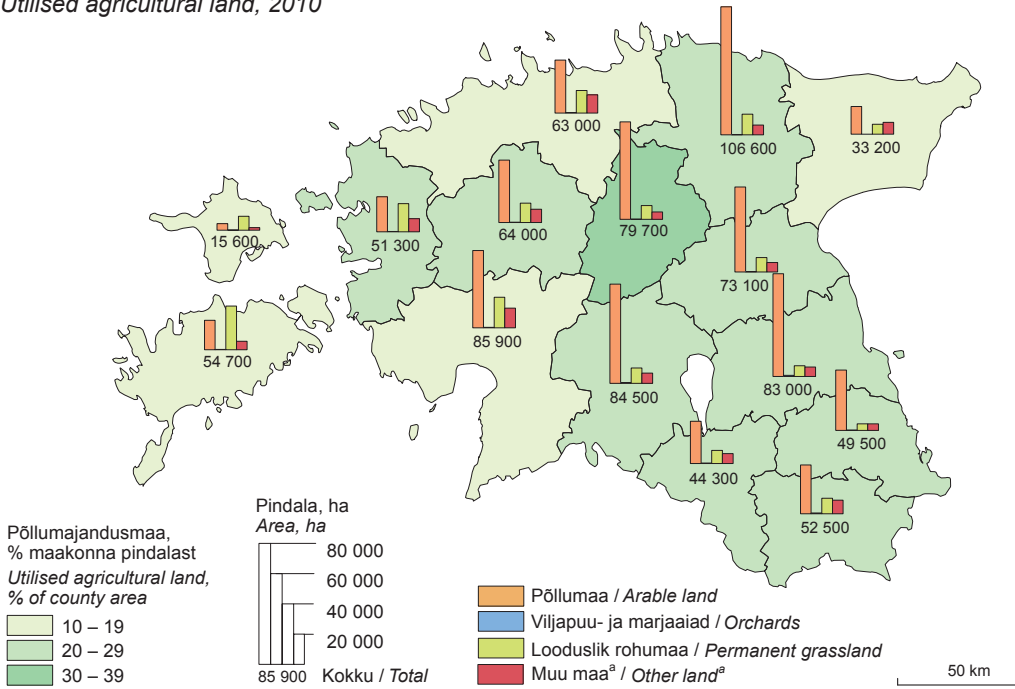 Utilised agricultural land, 2010
63 000
106 600
33 200
15 600
51 300
64 000
79 700
73 100
54 700
85 900
84 500
83 000
49 500
44 300
52 500
Põllumajandusmaa,
% maakonna pindalast
Utilised agricultural land,
% of county area
10 – 19
20 – 29
30 – 39
Pindala, ha
Area, ha
80 000
60 000
40 000
20 000
85 900 Kokku / Total
Põllumaa / Arable land
Viljapuu- ja marjaaiad / Orchards
Looduslik rohumaa / Permanent grassland
Muu maaᵃ / Other landᵃ
50 km